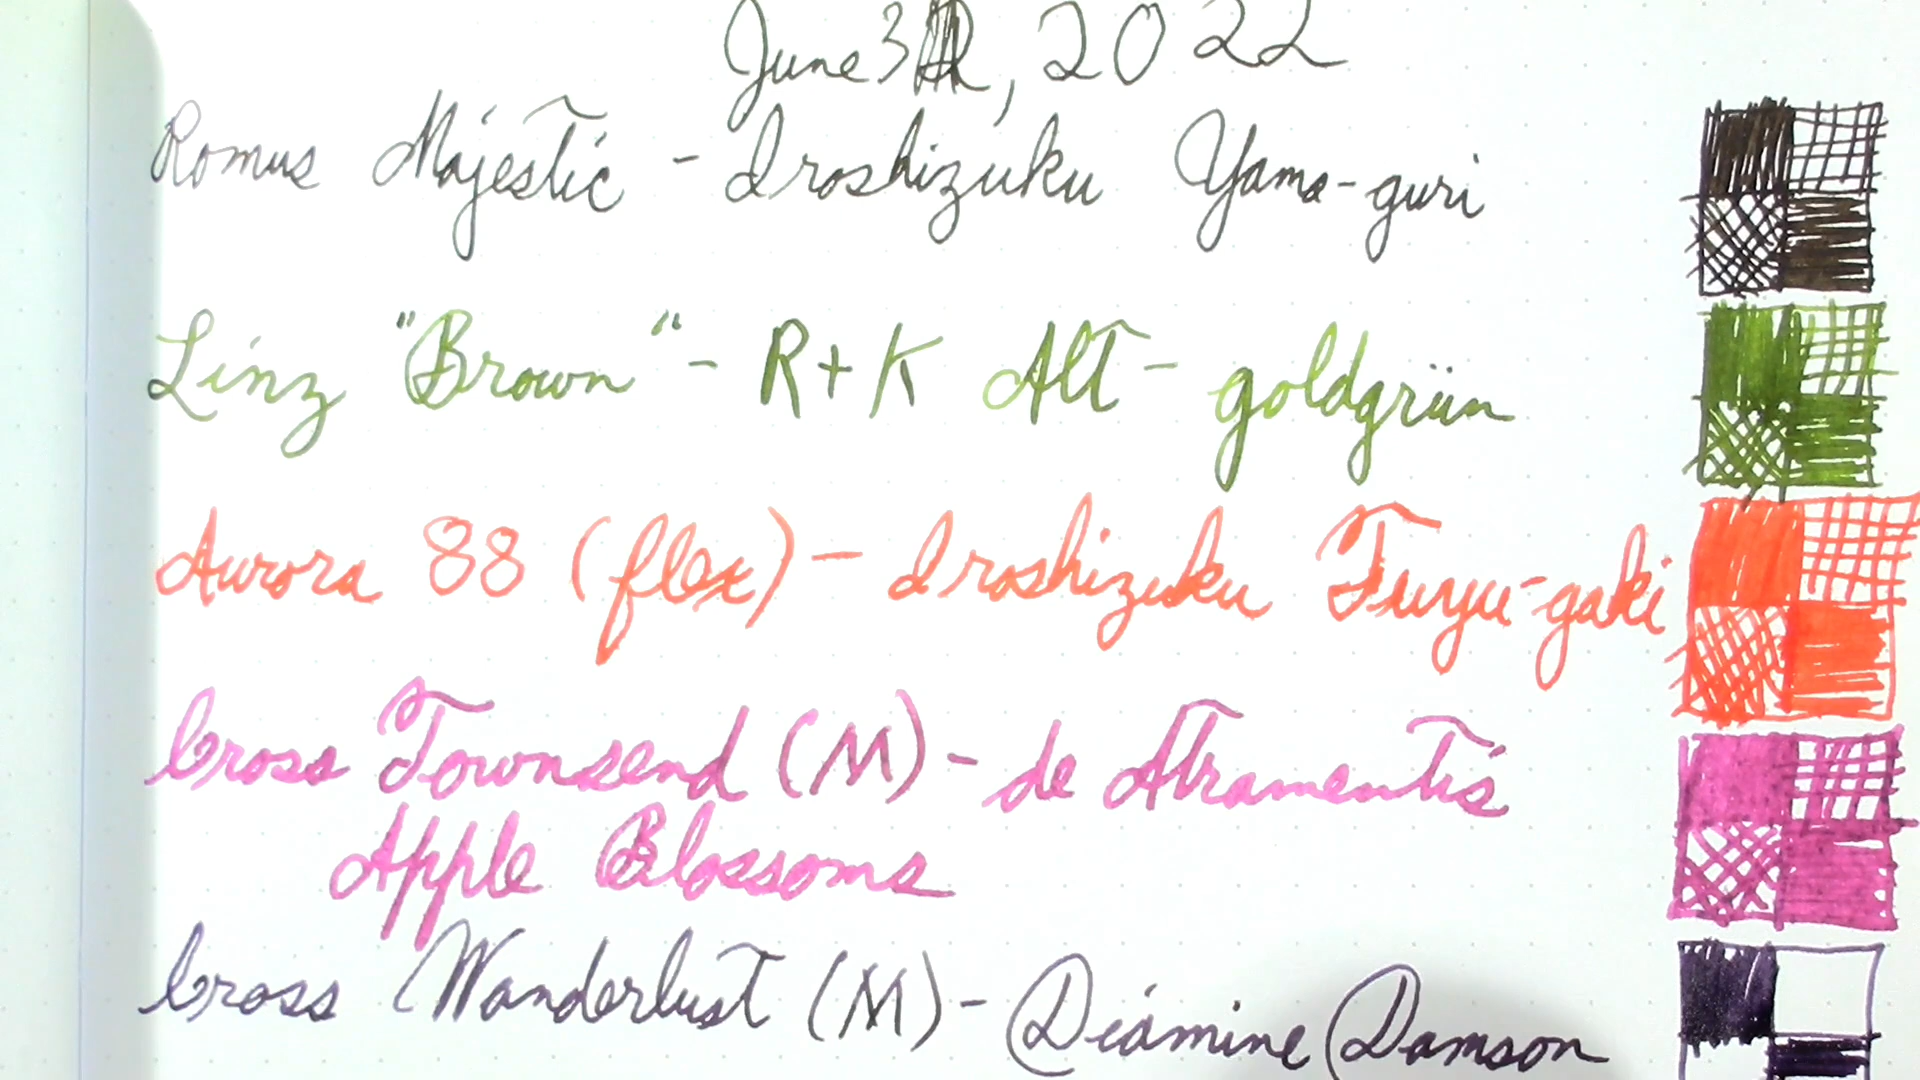 June 3, 2022
Romus Majestic - Iroshizuku Yama-guri
Linz "Brown" - R+K Alt-goldgrün
Aurora 88 (flex) - Iroshizuku Fuyu-gaki
Cross Townsend (M) - de Atramentis
Apple Blossoms
Cross Wanderlust (M) - Diamine Damson